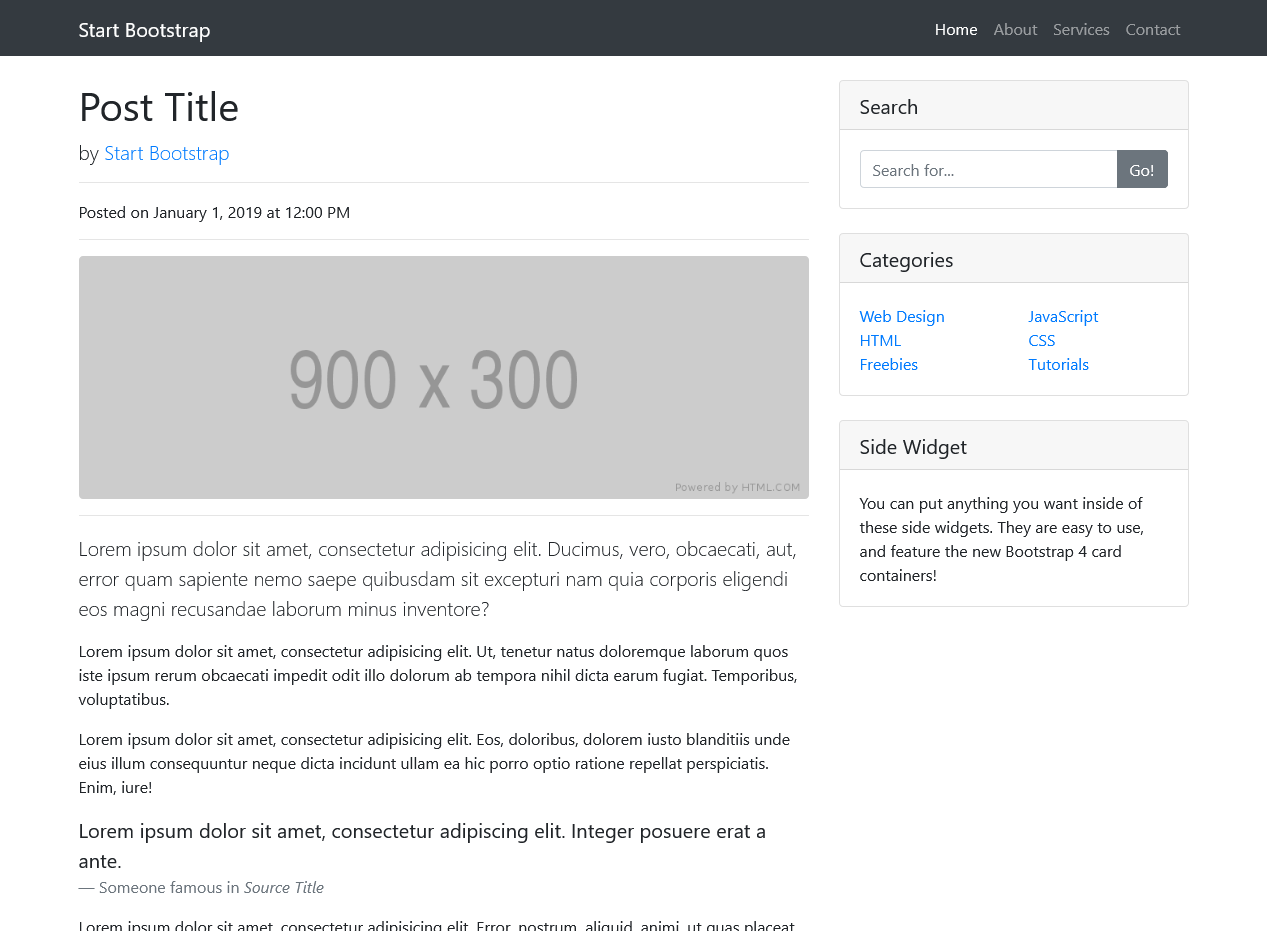 Start Bootstrap
Home About Services Contact
Post Title
by Start Bootstrap
Posted on January 1, 2019 at 12:00 PM
900 x 300
Powered by HTML.COM
Lorem ipsum dolor sit amet, consectetur adipisicing elit. Ducimus, vero, obcaecati, aut,
error quam sapiente nemo saepe quibusdam sit excepturi nam quia corporis eligendi
eos magni recusandae laborum minus inventore?
Lorem ipsum dolor sit amet, consectetur adipisicing elit. Ut, tenetur natus doloremque laborum quos
iste ipsum rerum obcaecati impedit odit illo dolorum ab tempora nihil dicta earum fugiat. Temporibus,
voluptatibus.
Lorem ipsum dolor sit amet, consectetur adipisicing elit. Eos, doloribus, dolorem iusto blanditiis unde
eius illum consequuntur neque dicta incidunt ullam ea hic porro optio ratione repellat perspiciatis.
Enim, iure!
Lorem ipsum dolor sit amet, consectetur adipiscing elit. Integer posuere erat a
ante.
— Someone famous in Source Title
Lorem ipsum dolor sit amet, consectetur adipisicing elit. Error, nostrum, aliquid, animi, ut quas placeat
Search
Search for...
Go!
Categories
Web Design
HTML
Freebies
JavaScript
CSS
Tutorials
Side Widget
You can put anything you want inside of
these side widgets. They are easy to use,
and feature the new Bootstrap 4 card
containers!